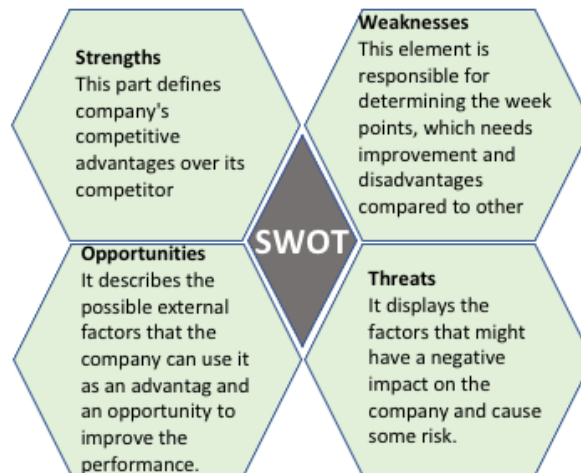 Strengths
This part defines
company's
competitive
advantages over its
competitor
Weaknesses
This element is
responsible for
determining the week
points, which needs
improvement and
disadvantages
compared to other
SWOT
Opportunities
It describes the
possible external
factors that the
company can use it
as an advantag and
an opportunity to
improve the
performance.
Threats
It displays the
factors that might
have a negative
impact on the
company and cause
some risk.